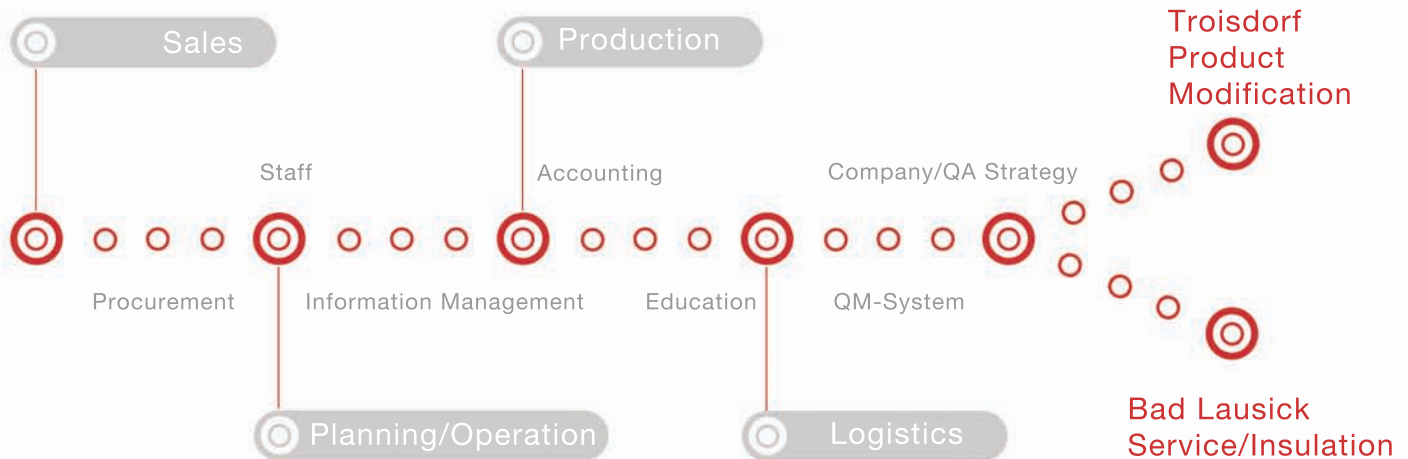 Sales
Production
Troisdorf
Product
Modification
Staff
Accounting
Company/QA Strategy
Procurement
Information Management
Education
QM-System
Planning/Operation
Logistics
Bad Lausick
Service/Insulation